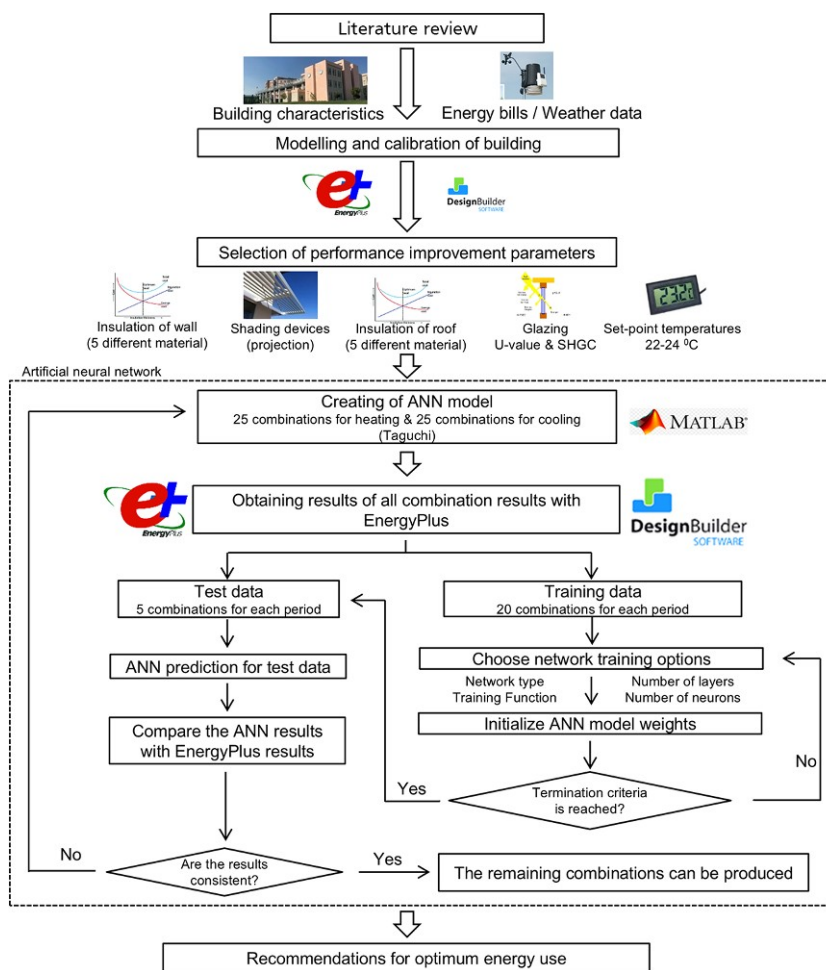 Literature review
Building characteristics
Energy bills / Weather data
Modelling and calibration of building
e+
EnergyPlus
DesignBuilder
SOFTWARE
Selection of performance improvement parameters
2320
Insulation of wall
(5 different material)
Shading devices
(projection)
Insulation of roof
(5 different material)
Glazing
U-value & SHGC
Set-point temperatures
22-24 ⁰C
Artificial neural network
Creating of ANN model
25 combinations for heating & 25 combinations for cooling
(Taguchi)
MATLAB®
Obtaining results of all combination results with
EnergyPlus
e+
EnergyPlus
DesignBuilder
SOFTWARE
Test data
5 combinations for each period
Training data
20 combinations for each period
ANN prediction for test data
Choose network training options
Network type
Training Function
Number of layers
Number of neurons
Compare the ANN results
with EnergyPlus results
Initialize ANN model weights
No
Yes
Termination criteria
is reached?
No
Are the results
consistent?
Yes
The remaining combinations can be produced
Recommendations for optimum energy use